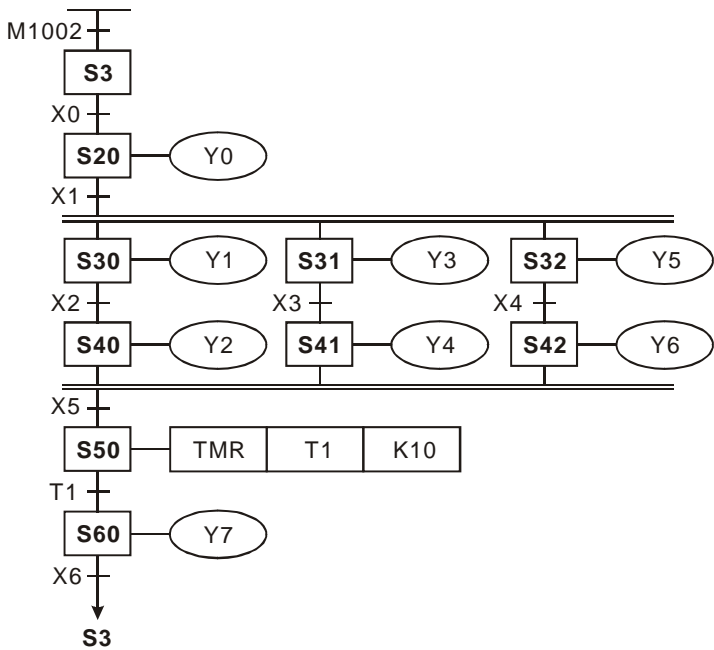 M1002
S3
X0
S20 Y0
X1
S30 Y1 S31 Y3 S32 Y5
X2 X3 X4
S40 Y2 S41 Y4 S42 Y6
X5
S50 TMR T1 K10
T1
S60 Y7
X6
S3